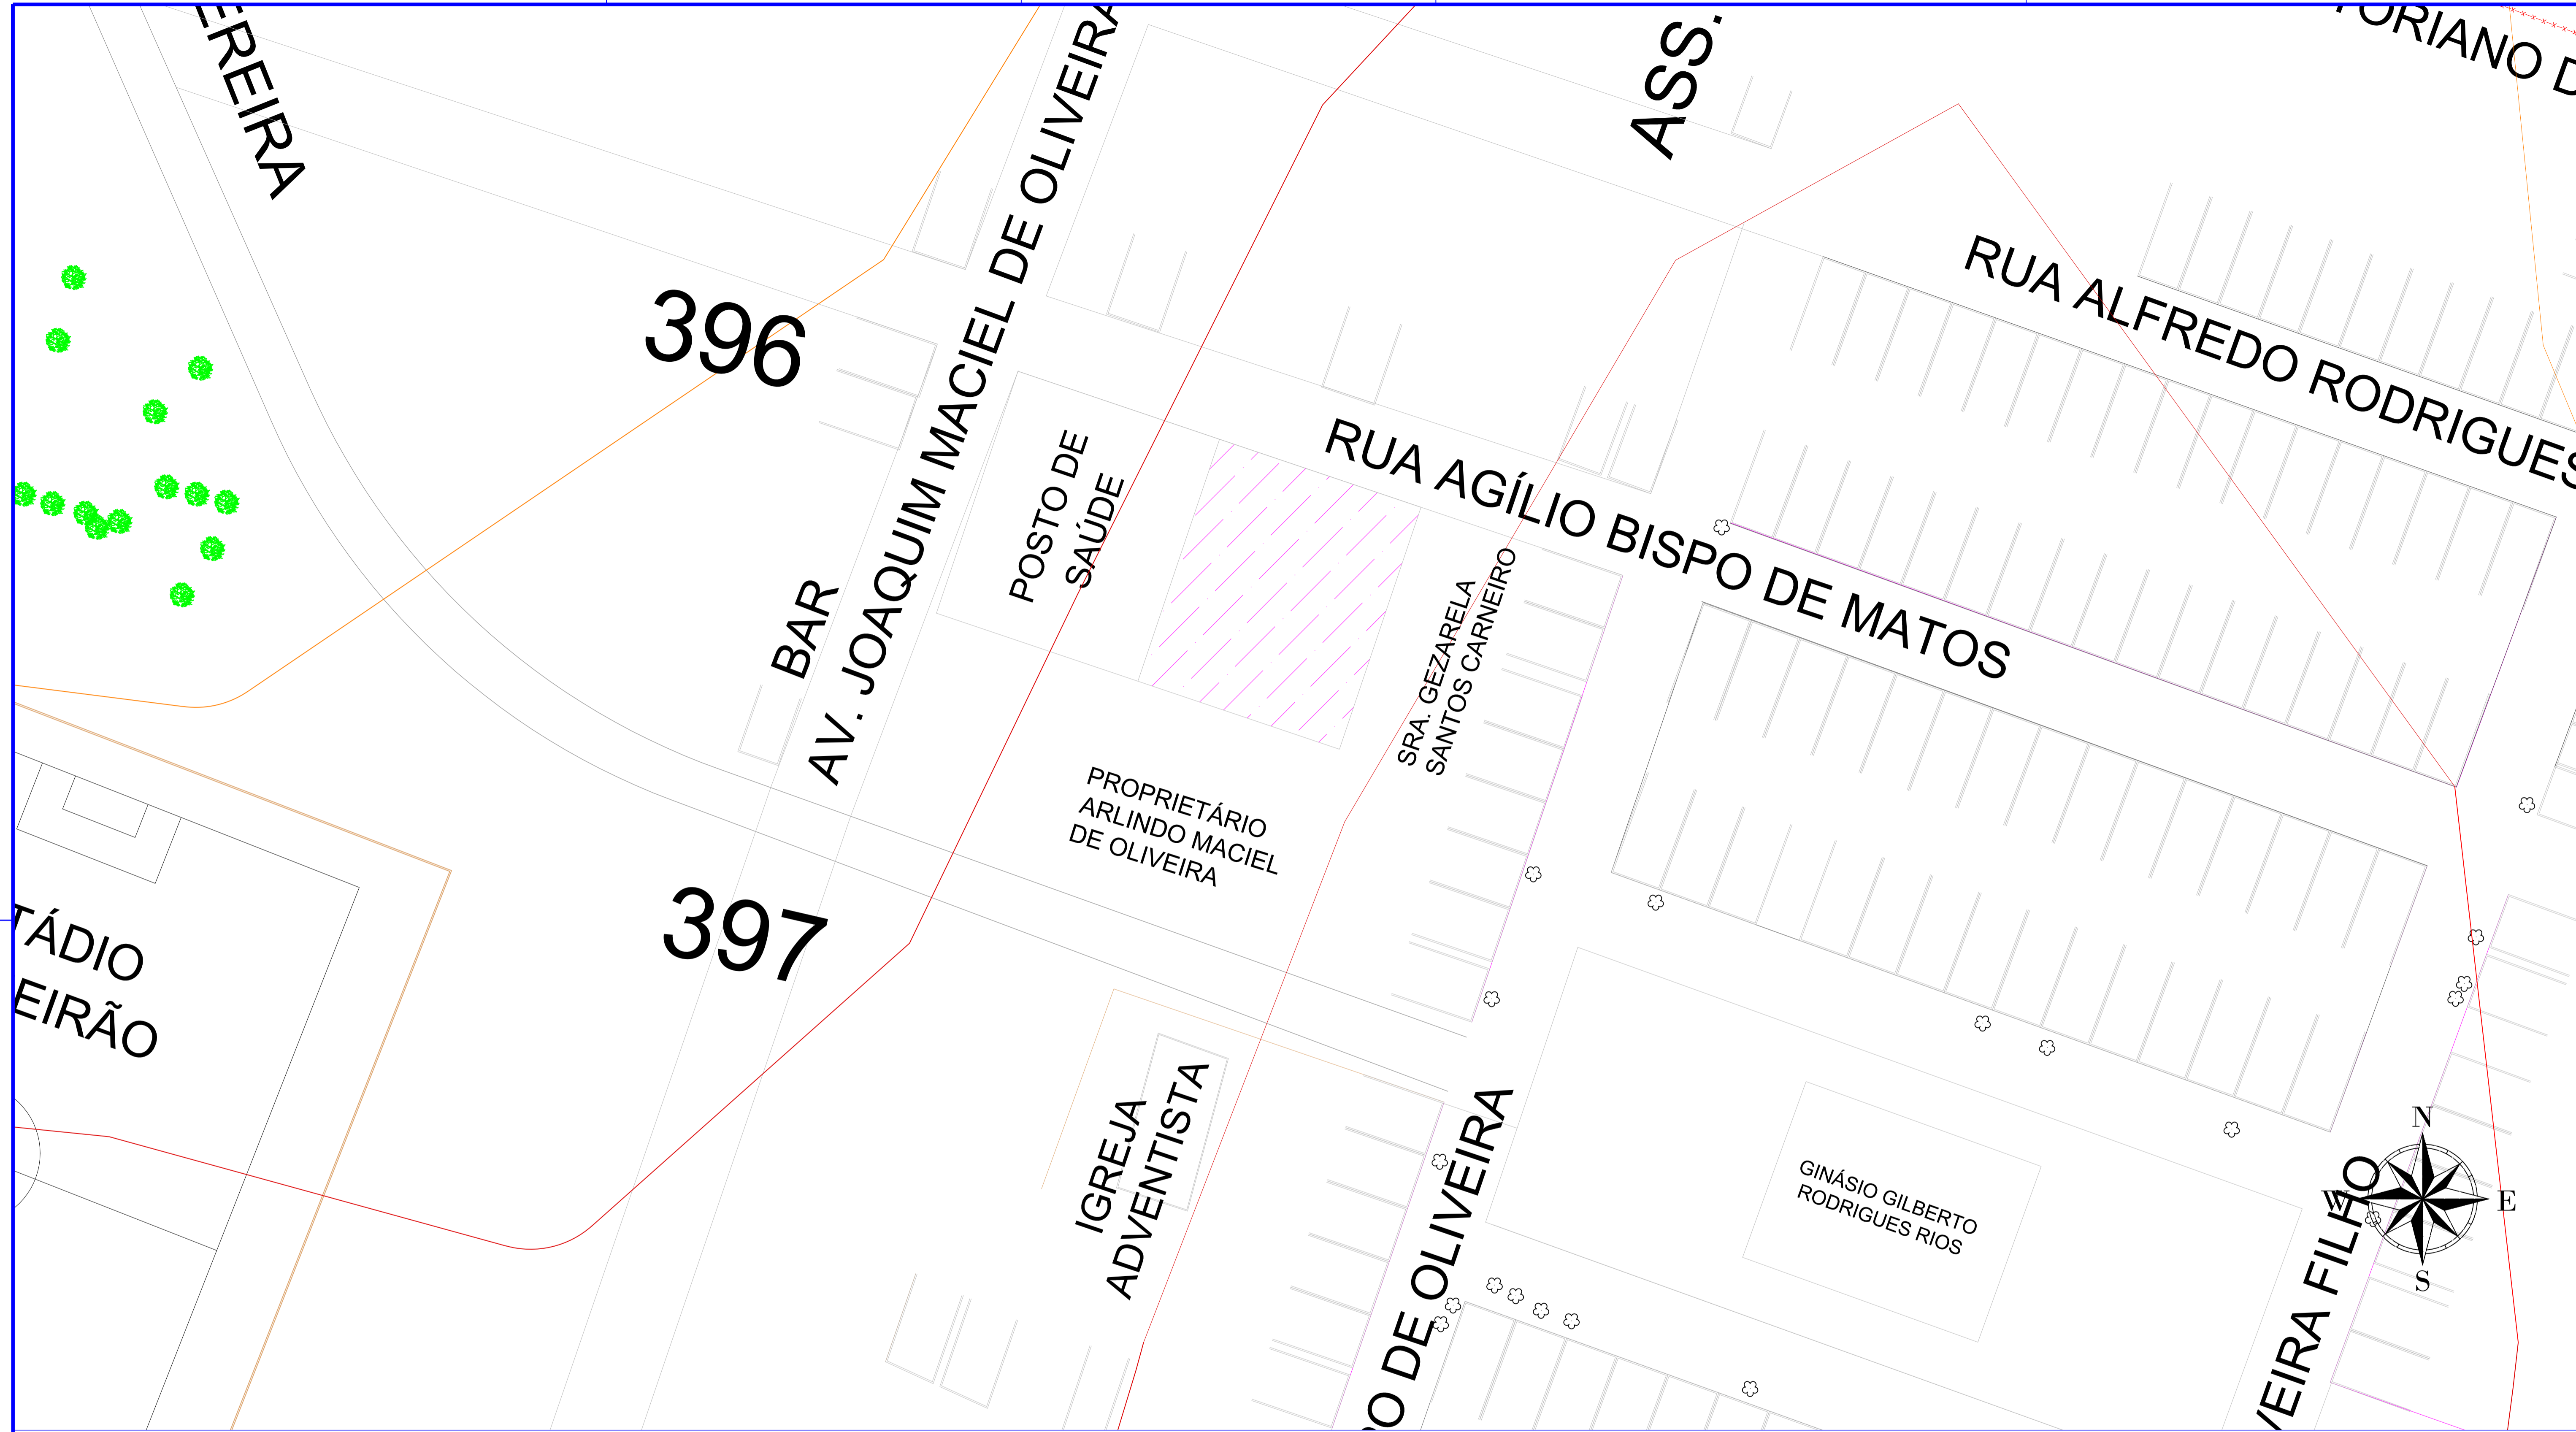 EREIRA
AV. JOAQUIM MACIEL DE OLIVEIRA
ASS.
TORIANO D
396
RUA ALFREDO RODRIGUES
POSTO DE
SAÚDE
RUA AGÍLIO BISPO DE MATOS
BAR
SRA. GEZARELA
SANTOS CARNEIRO
PROPRIETÁRIO
ARLINDO MACIEL
DE OLIVEIRA
397
TÁDIO
EIRÃO
IGREJA
ADVENTISTA
PO DE OLIVEIRA
GINÁSIO GILBERTO
RODRIGUES RIOS
VEIRA FILHO
N
W
E
S